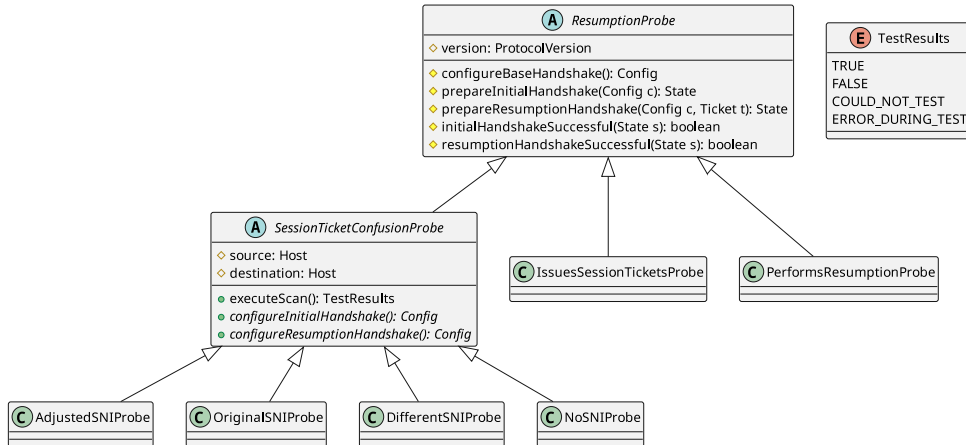 A ResumptionProbe
version: ProtocolVersion
configureBaseHandshake(): Config
prepareInitialHandshake(Config c): State
prepareResumptionHandshake(Config c, Ticket t): State
initialHandshakeSuccessful(State s): boolean
resumptionHandshakeSuccessful(State s): boolean
E TestResults
TRUE
FALSE
COULD_NOT_TEST
ERROR_DURING_TEST
A SessionTicketConfusionProbe
source: Host
destination: Host
executeScan(): TestResults
configureInitialHandshake(): Config
configureResumptionHandshake(): Config
C IssuesSessionTicketsProbe
C PerformsResumptionProbe
C AdjustedSNIProbe
C OriginalSNIProbe
C DifferentSNIProbe
C NoSNIProbe